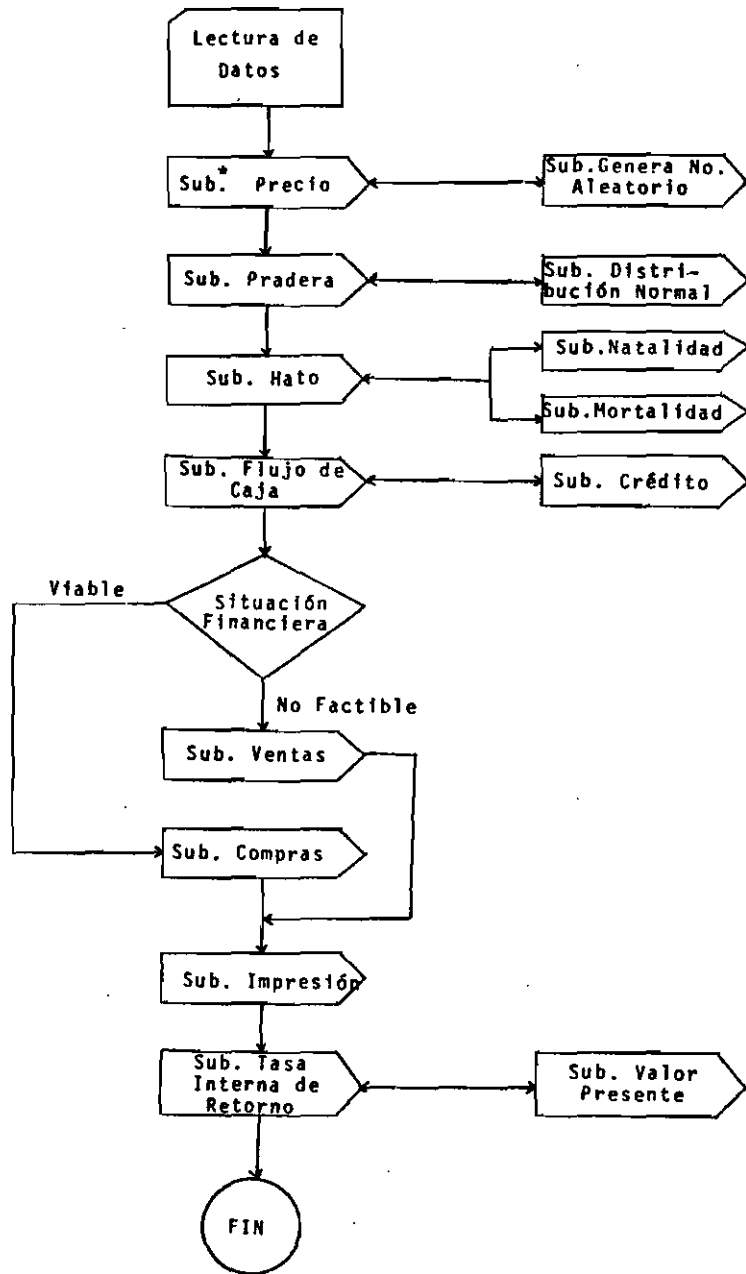 Lectura de
Datos
Sub.* Precio
Sub.Genera No.
Aleatorio
Sub. Pradera
Sub. Distri-
bución Normal
Sub. Hato
Sub.Natalidad
Sub.Mortalidad
Sub. Flujo de
Caja
Sub. Crédito
Viable
Situación
Financiera
No Factible
Sub. Ventas
Sub. Compras
Sub. Impresión
Sub. Tasa
Interna de
Retorno
Sub. Valor
Presente
FIN